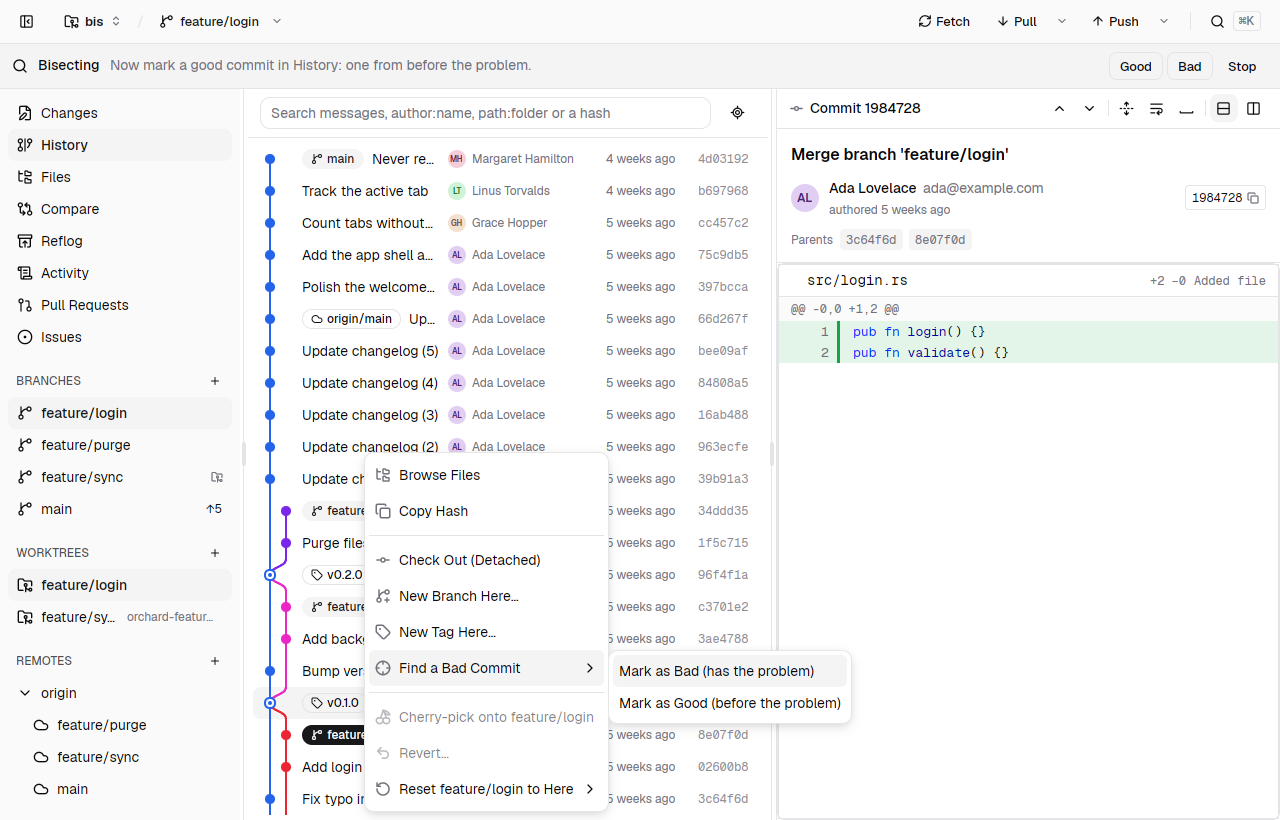 bis / feature/login Fetch Pull Push ⌘K
Bisecting Now mark a good commit in History: one from before the problem. Good Bad Stop
Changes
History
Files
Compare
Reflog
Activity
Pull Requests
Issues
BRANCHES
feature/login
feature/purge
feature/sync
main ↑5
WORKTREES
feature/login
feature/sy... orchard-featur...
REMOTES
origin
feature/purge
feature/sync
main
Search messages, author:name, path:folder or a hash
main Never re... MH Margaret Hamilton 4 weeks ago 4d03192
Track the active tab LT Linus Torvalds 4 weeks ago b697968
Count tabs without... GH Grace Hopper 5 weeks ago cc457c2
Add the app shell a... AL Ada Lovelace 5 weeks ago 75c9db5
Polish the welcome... AL Ada Lovelace 5 weeks ago 397bcca
origin/main Up... AL Ada Lovelace 5 weeks ago 66d267f
Update changelog (5) AL Ada Lovelace 5 weeks ago bee09af
Update changelog (4) AL Ada Lovelace 5 weeks ago 84808a5
Update changelog (3) AL Ada Lovelace 5 weeks ago 16ab488
Update changelog (2) AL Ada Lovelace 5 weeks ago 963ecfe
Update ch 5 weeks ago 39b91a3
feature 5 weeks ago 34ddd35
Purge files 5 weeks ago 1f5c715
v0.2.0 5 weeks ago 96f4f1a
feature 5 weeks ago c3701e2
Add back 5 weeks ago 3ae4788
Bump ver
v0.1.0
feature 5 weeks ago 8e07f0d
Add login 5 weeks ago 02600b8
Fix typo in 5 weeks ago 3c64f6d
Browse Files
Copy Hash
Check Out (Detached)
New Branch Here...
New Tag Here...
Find a Bad Commit
Cherry-pick onto feature/login
Revert...
Reset feature/login to Here
Mark as Bad (has the problem)
Mark as Good (before the problem)
Commit 1984728
Merge branch 'feature/login'
AL Ada Lovelace ada@example.com
authored 5 weeks ago
1984728
Parents 3c64f6d 8e07f0d
src/login.rs +2 −0 Added file
@@ -0,0 +1,2 @@
1 pub fn login() {}
2 pub fn validate() {}